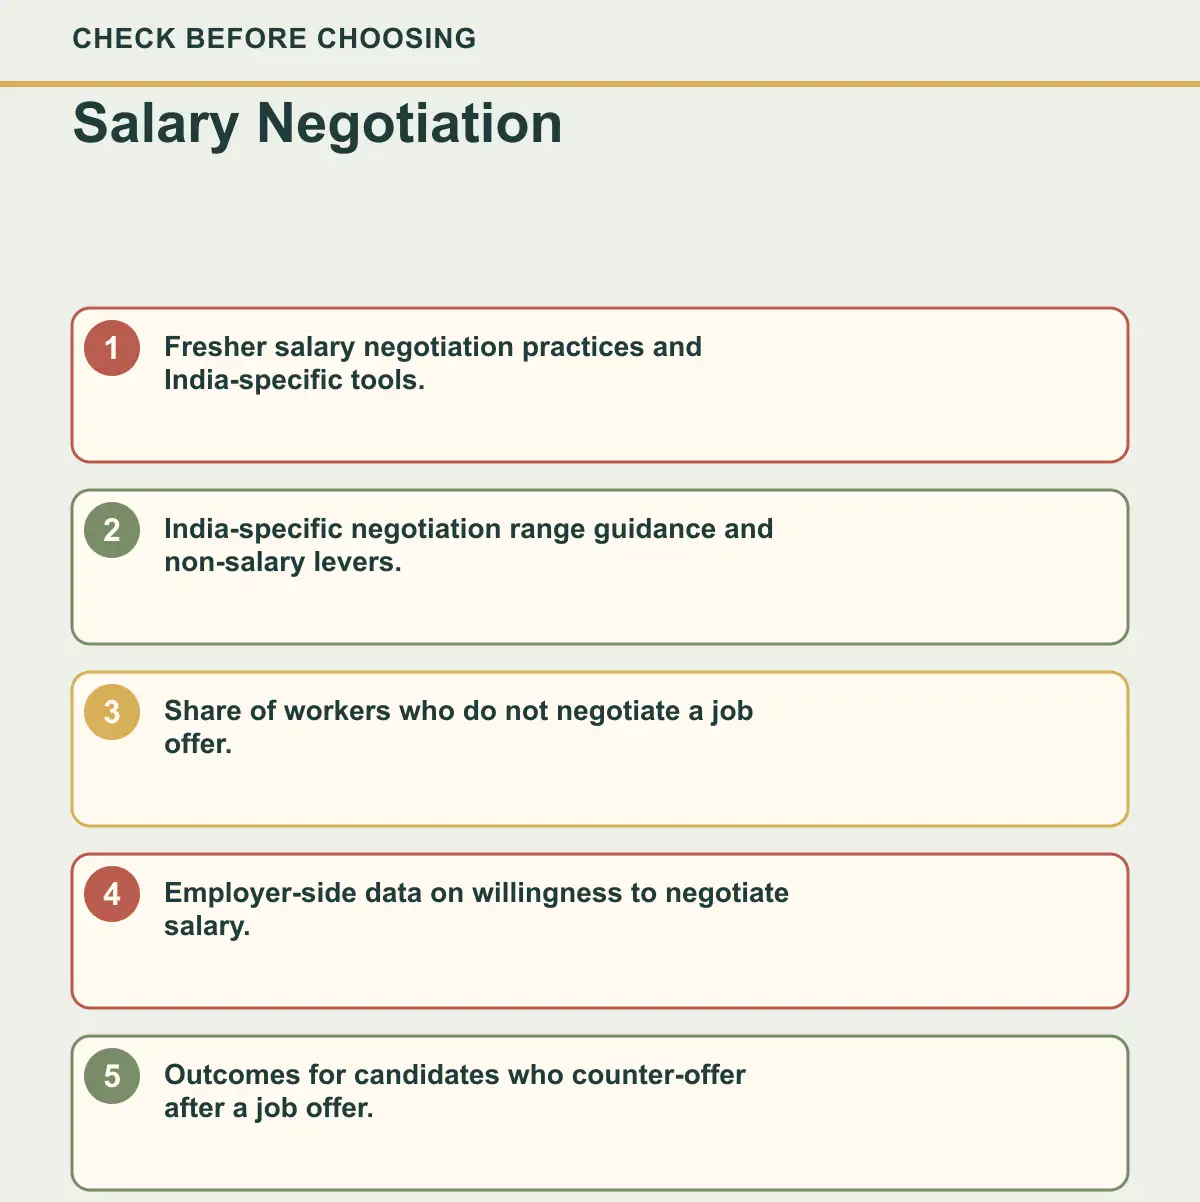 CHECK BEFORE CHOOSING
Salary Negotiation
1
Fresher salary negotiation practices and
India-specific tools.
2
India-specific negotiation range guidance and
non-salary levers.
3
Share of workers who do not negotiate a job
offer.
4
Employer-side data on willingness to negotiate
salary.
5
Outcomes for candidates who counter-offer
after a job offer.